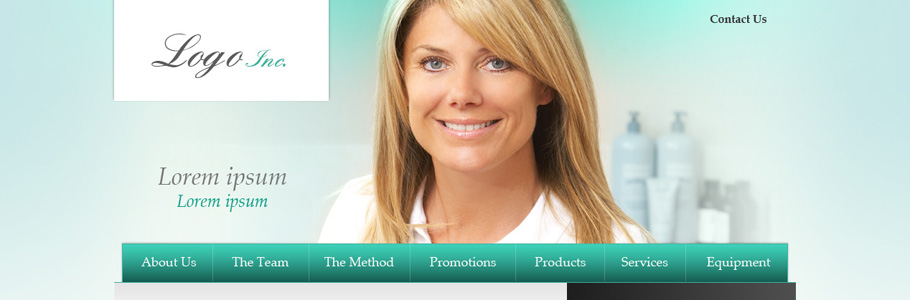 Contact Us
Logo Inc.
Lorem ipsum
Lorem ipsum
About Us The Team The Method Promotions Products Services Equipment